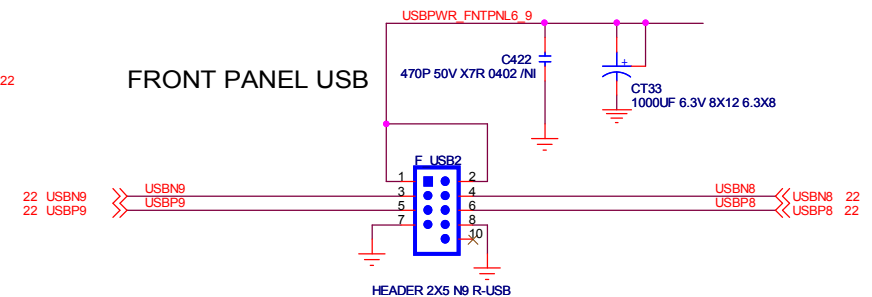 USBPWR_FNTPNL6_9
C422
470P 50V X7R 0402 /NI
22
FRONT PANEL USB
CT33
1000UF 6.3V 8X12 6.3X8
+
F_USB2
1 2
22 USBN9 USBN9 3 4 USBN8 USBN8 22
22 USBP9 USBP9 5 6 USBP8 USBP8 22
7 8
10
HEADER 2X5 N9 R-USB